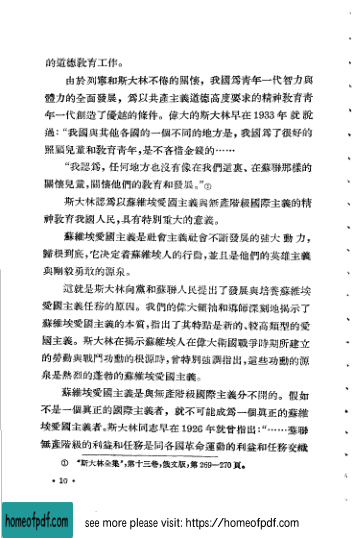 的道德敎育工作。
由於列寧和斯大林不倦的關懷，我國爲靑年一代智力與
體力的全面發展，爲以共產主義道德高度要求的精神敎育靑
年一代創造了優越的條件。偉大的斯大林早在1933年就說
過：“我國與其他各國的一個不同的地方是，我國爲了很好的
照顧兒童和敎育靑年，是不吝惜金錢的……
“我認爲，任何地方也沒有像在我們這裏、在蘇聯那樣的
關懷兒童，關懷他們的敎育和發展。”①
斯大林認爲以蘇維埃愛國主義與無產階級國際主義的精
神敎育我國人民，具有特別重大的意義。
蘇維埃愛國主義是社會主義社會不斷發展的强大動力，
歸根到底，它決定着蘇維埃人的行動，並且是他們的英雄主義
與剛毅勇敢的源泉。
這就是斯大林向黨和蘇聯人民提出了發展與培養蘇維埃
愛國主義任務的原因。我們的偉大領袖和導師深刻地揭示了
蘇維埃愛國主義的本質，指出了其特點是新的、較高類型的愛
國主義。斯大林在揭示蘇維埃人在偉大衛國戰爭時期所建立
的勞動與戰鬥功勳的根源時，曾特別强調指出，這些功勳的源
泉是熱烈的蓬勃的蘇維埃愛國主義。
蘇維埃愛國主義是與無產階級國際主義分不開的。假如
不是一個眞正的國際主義者，就不可能成爲一個眞正的蘇維
埃愛國主義者。斯大林同志早在1926年就曾指出：“……蘇聯
無產階級的利益和任務是同各國革命運動的利益和任務交織
① “斯大林全集”，第十三卷，俄文版，第269—270頁。
· 10 ·
homeofpdf.com
see more please visit: https://homeofpdf.com